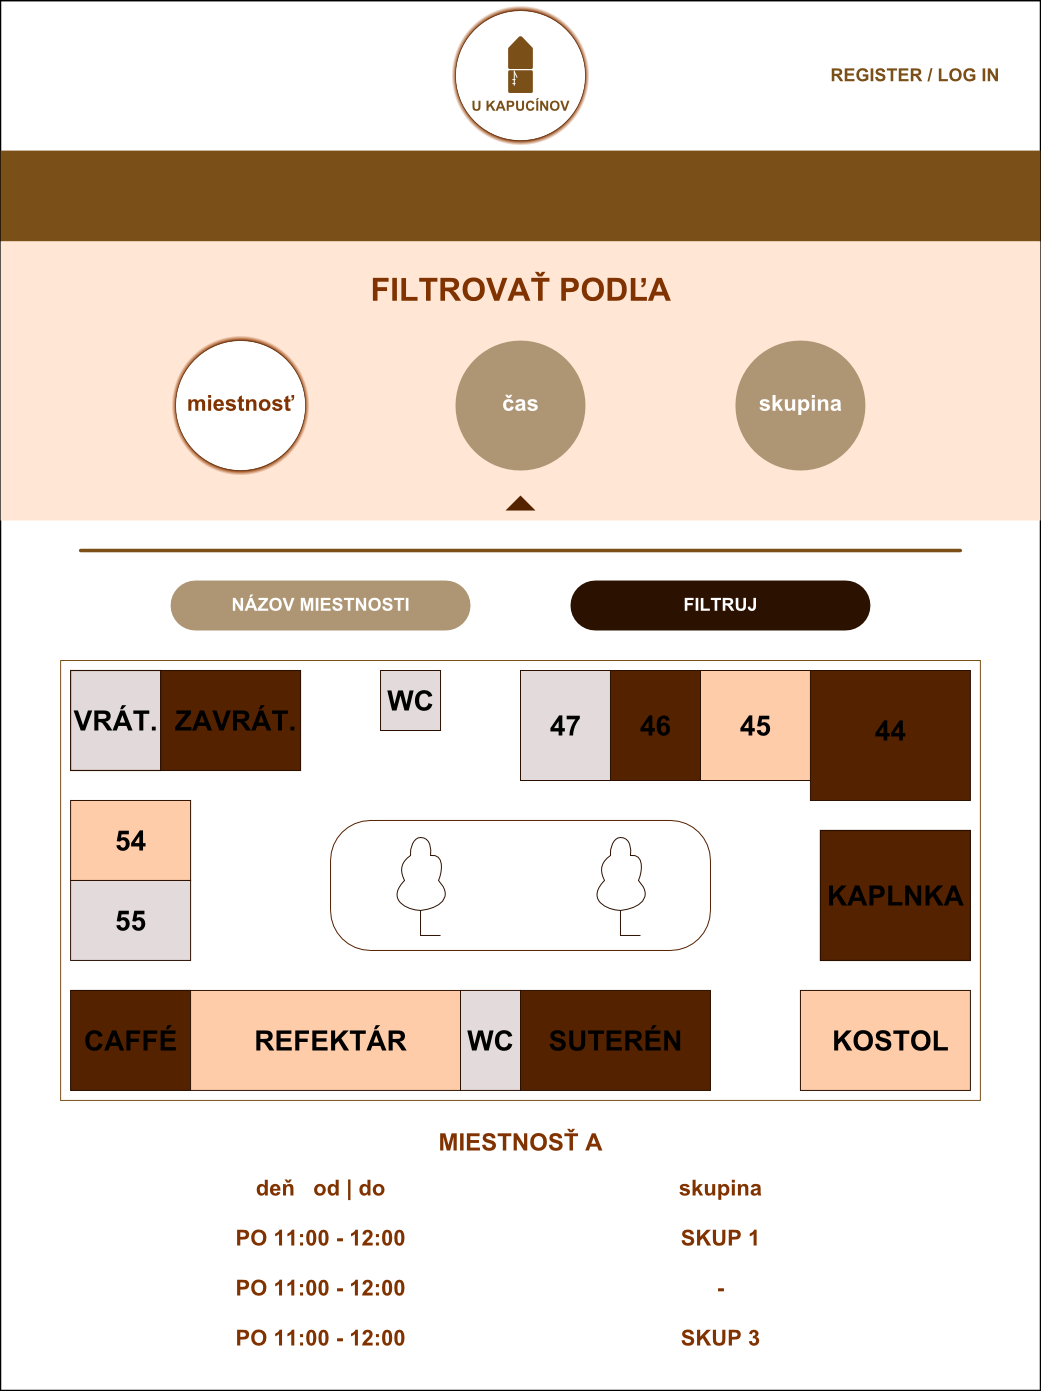 U KAPUCÍNOV
REGISTER / LOG IN
FILTROVAŤ PODĽA
miestnosť
čas
skupina
NÁZOV MIESTNOSTI
FILTRUJ
VRÁT.
ZAVRÁT.
WC
47
46
45
44
54
55
KAPLNKA
CAFFÉ
REFEKTÁR
WC
SUTERÉN
KOSTOL
MIESTNOSŤ A
deň od | do skupina
PO 11:00 - 12:00 SKUP 1
PO 11:00 - 12:00 -
PO 11:00 - 12:00 SKUP 3